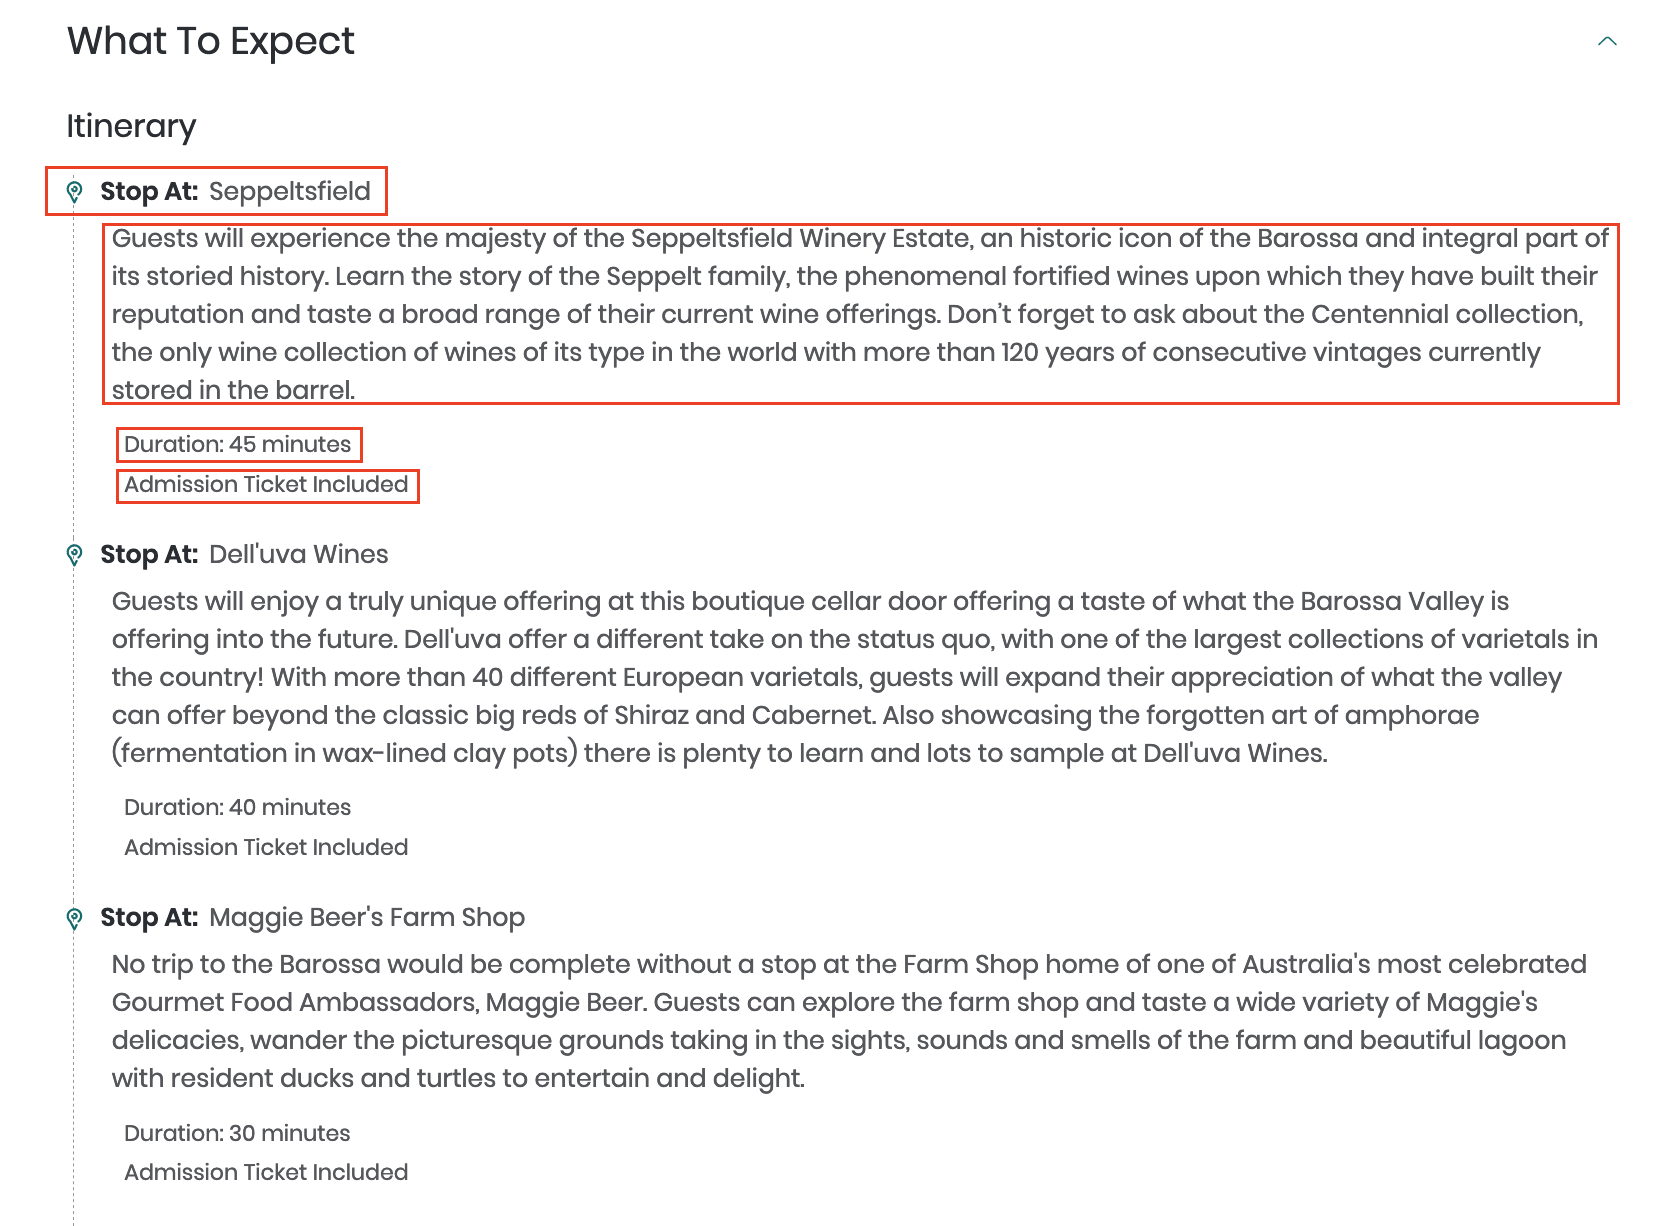 What To Expect
Itinerary
Stop At: Seppeltsfield
Guests will experience the majesty of the Seppeltsfield Winery Estate, an historic icon of the Barossa and integral part of
its storied history. Learn the story of the Seppelt family, the phenomenal fortified wines upon which they have built their
reputation and taste a broad range of their current wine offerings. Don’t forget to ask about the Centennial collection,
the only wine collection of wines of its type in the world with more than 120 years of consecutive vintages currently
stored in the barrel.
Duration: 45 minutes
Admission Ticket Included
Stop At: Dell'uva Wines
Guests will enjoy a truly unique offering at this boutique cellar door offering a taste of what the Barossa Valley is
offering into the future. Dell'uva offer a different take on the status quo, with one of the largest collections of varietals in
the country! With more than 40 different European varietals, guests will expand their appreciation of what the valley
can offer beyond the classic big reds of Shiraz and Cabernet. Also showcasing the forgotten art of amphorae
(fermentation in wax-lined clay pots) there is plenty to learn and lots to sample at Dell'uva Wines.
Duration: 40 minutes
Admission Ticket Included
Stop At: Maggie Beer's Farm Shop
No trip to the Barossa would be complete without a stop at the Farm Shop home of one of Australia's most celebrated
Gourmet Food Ambassadors, Maggie Beer. Guests can explore the farm shop and taste a wide variety of Maggie's
delicacies, wander the picturesque grounds taking in the sights, sounds and smells of the farm and beautiful lagoon
with resident ducks and turtles to entertain and delight.
Duration: 30 minutes
Admission Ticket Included